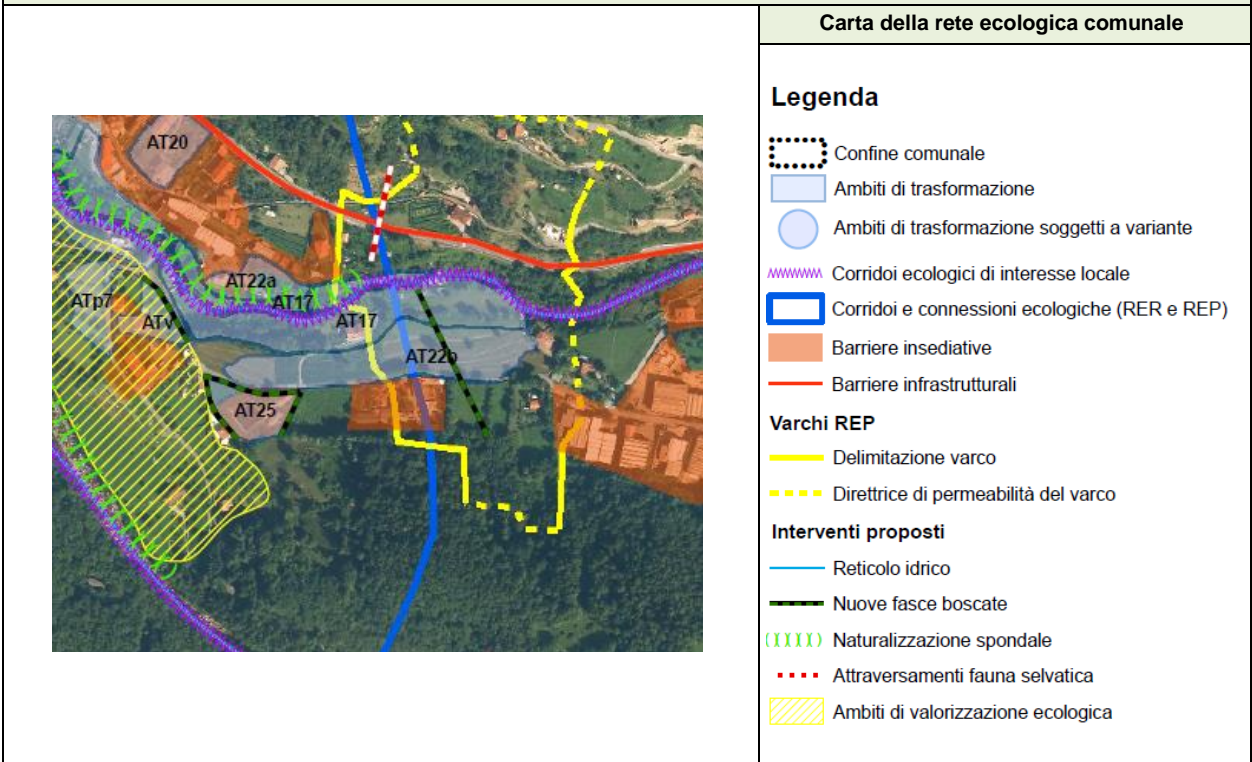 Carta della rete ecologica comunale
Legenda
Confine comunale
Ambiti di trasformazione
Ambiti di trasformazione soggetti a variante
Corridoi ecologici di interesse locale
Corridoi e connessioni ecologiche (RER e REP)
Barriere insediative
Barriere infrastrutturali
Varchi REP
Delimitazione varco
Direttrice di permeabilità del varco
Interventi proposti
Reticolo idrico
Nuove fasce boscate
Naturalizzazione spondale
Attraversamenti fauna selvatica
Ambiti di valorizzazione ecologica
AT20
AT22a
AT17
ATp7
ATv
AT17
AT22b
AT25